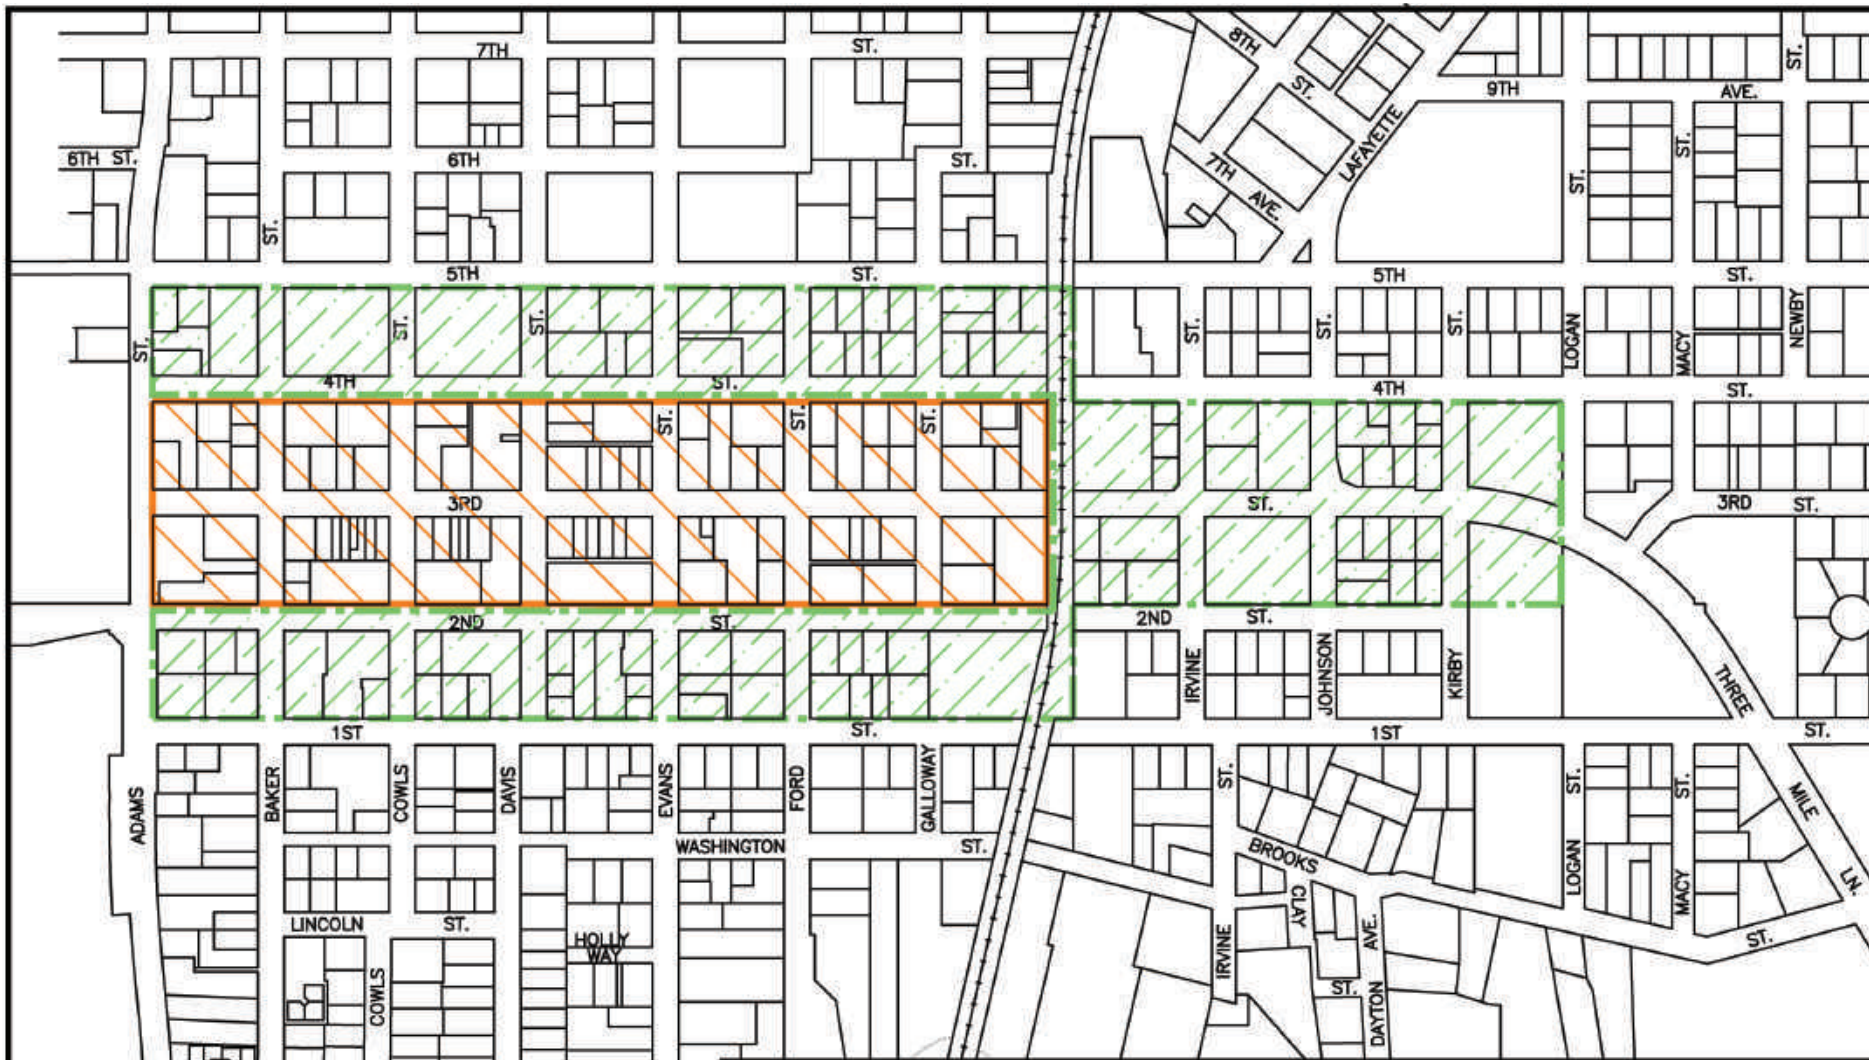 7TH ST.
8TH ST.
9TH AVE. ST.
LAFAYETTE
6TH ST. 6TH ST.
7TH AVE.
ST. ST. ST.
5TH ST. 5TH ST.
ST. ST. ST. ST. ST. ST. LOGAN MACY NEWBY
4TH ST. 4TH ST.
ST. ST. ST.
3RD ST. 3RD ST.
2ND ST. 2ND ST.
IRVINE JOHNSON KIRBY THREE
1ST ST. 1ST ST.
ADAMS BAKER COWLS DAVIS EVANS FORD GALLOWAY ST. ST. ST. MILE
WASHINGTON ST. BROOKS LOGAN MACY LN.
LINCOLN ST. CLAY AVE. ST.
HOLLY
WAY
COWLS IRVINE ST. DAYTON